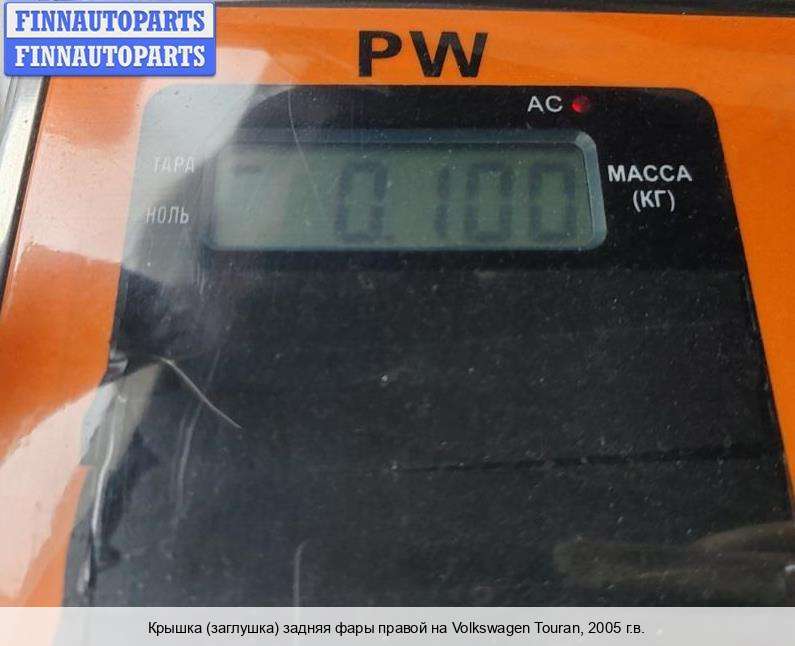 FINNAUTOPARTS
FINNAUTOPARTS
PW
AC
ТАРА
0.100
МАССА
(КГ)
НОЛЬ
Крышка (заглушка) задняя фары правой на Volkswagen Touran, 2005 г.в.